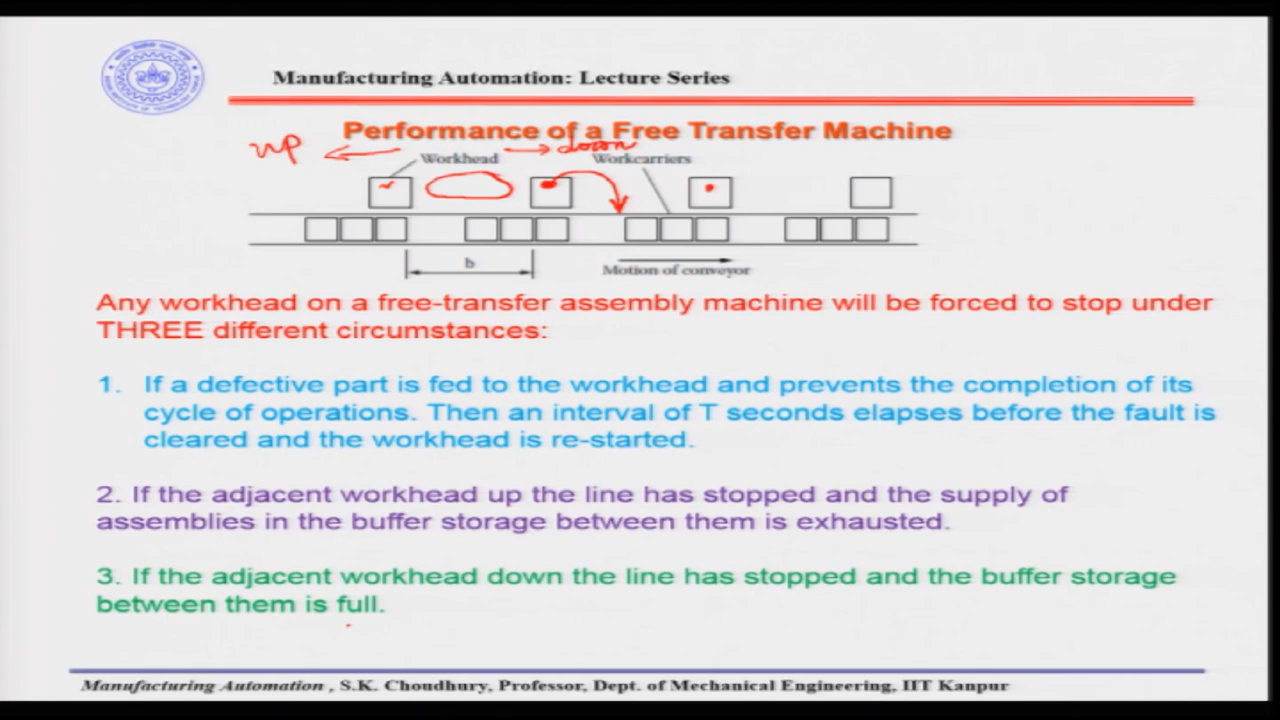 Manufacturing Automation: Lecture Series
Performance of a Free Transfer Machine
up
down
Workhead
Workcarriers
b
Motion of conveyor
Any workhead on a free-transfer assembly machine will be forced to stop under
THREE different circumstances:
1. If a defective part is fed to the workhead and prevents the completion of its
cycle of operations. Then an interval of T seconds elapses before the fault is
cleared and the workhead is re-started.
2. If the adjacent workhead up the line has stopped and the supply of
assemblies in the buffer storage between them is exhausted.
3. If the adjacent workhead down the line has stopped and the buffer storage
between them is full.
Manufacturing Automation , S.K. Choudhury, Professor, Dept. of Mechanical Engineering, IIT Kanpur